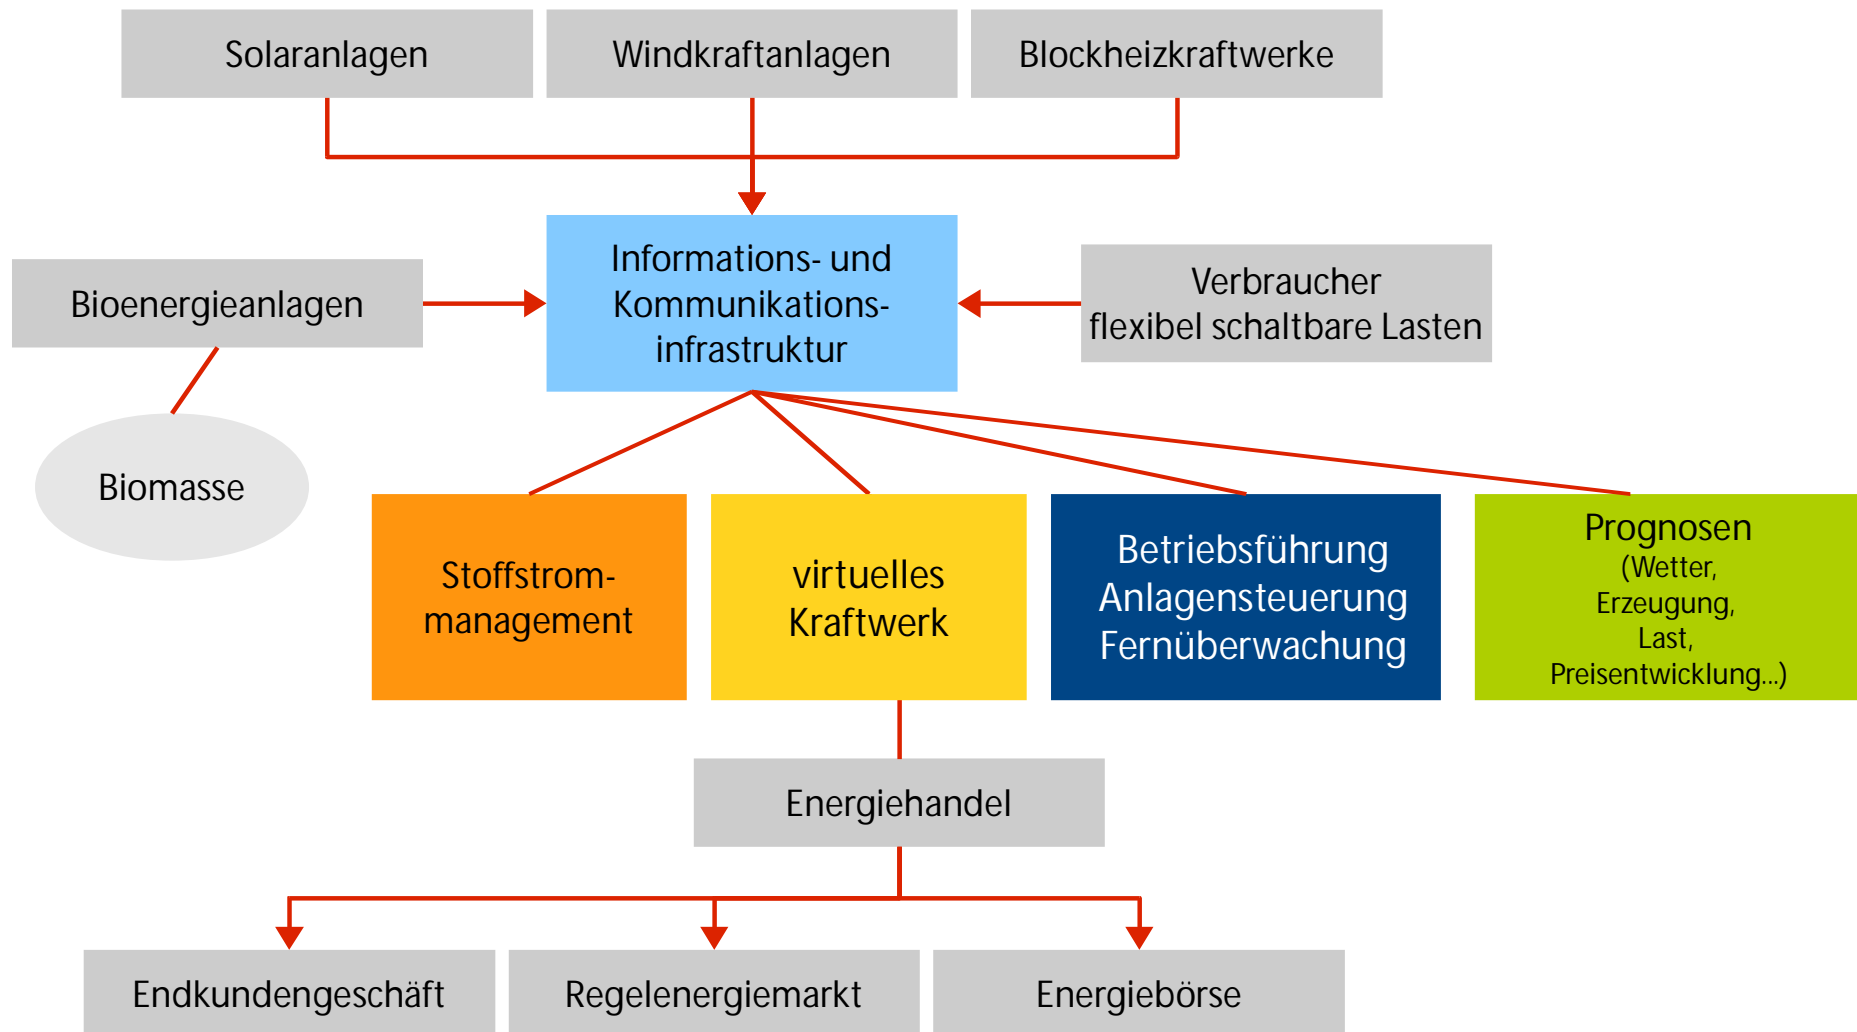 Solaranlagen
Windkraftanlagen
Blockheizkraftwerke
Informations- und
Kommunikations-
infrastruktur
Bioenergieanlagen
Verbraucher
flexibel schaltbare Lasten
Biomasse
Stoffstrom-
management
virtuelles
Kraftwerk
Betriebsführung
Anlagensteuerung
Fernüberwachung
Prognosen
(Wetter,
Erzeugung,
Last,
Preisentwicklung...)
Energiehandel
Endkundengeschäft
Regelenergiemarkt
Energiebörse